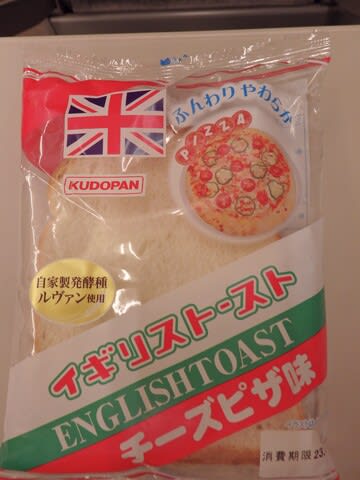 ふんわりやわらか
PIZZA
KUDOPAN
自家製発酵種
ルヴァン使用
イギリストースト
ENGLISHTOAST
チーズピザ味
消費期限 23.